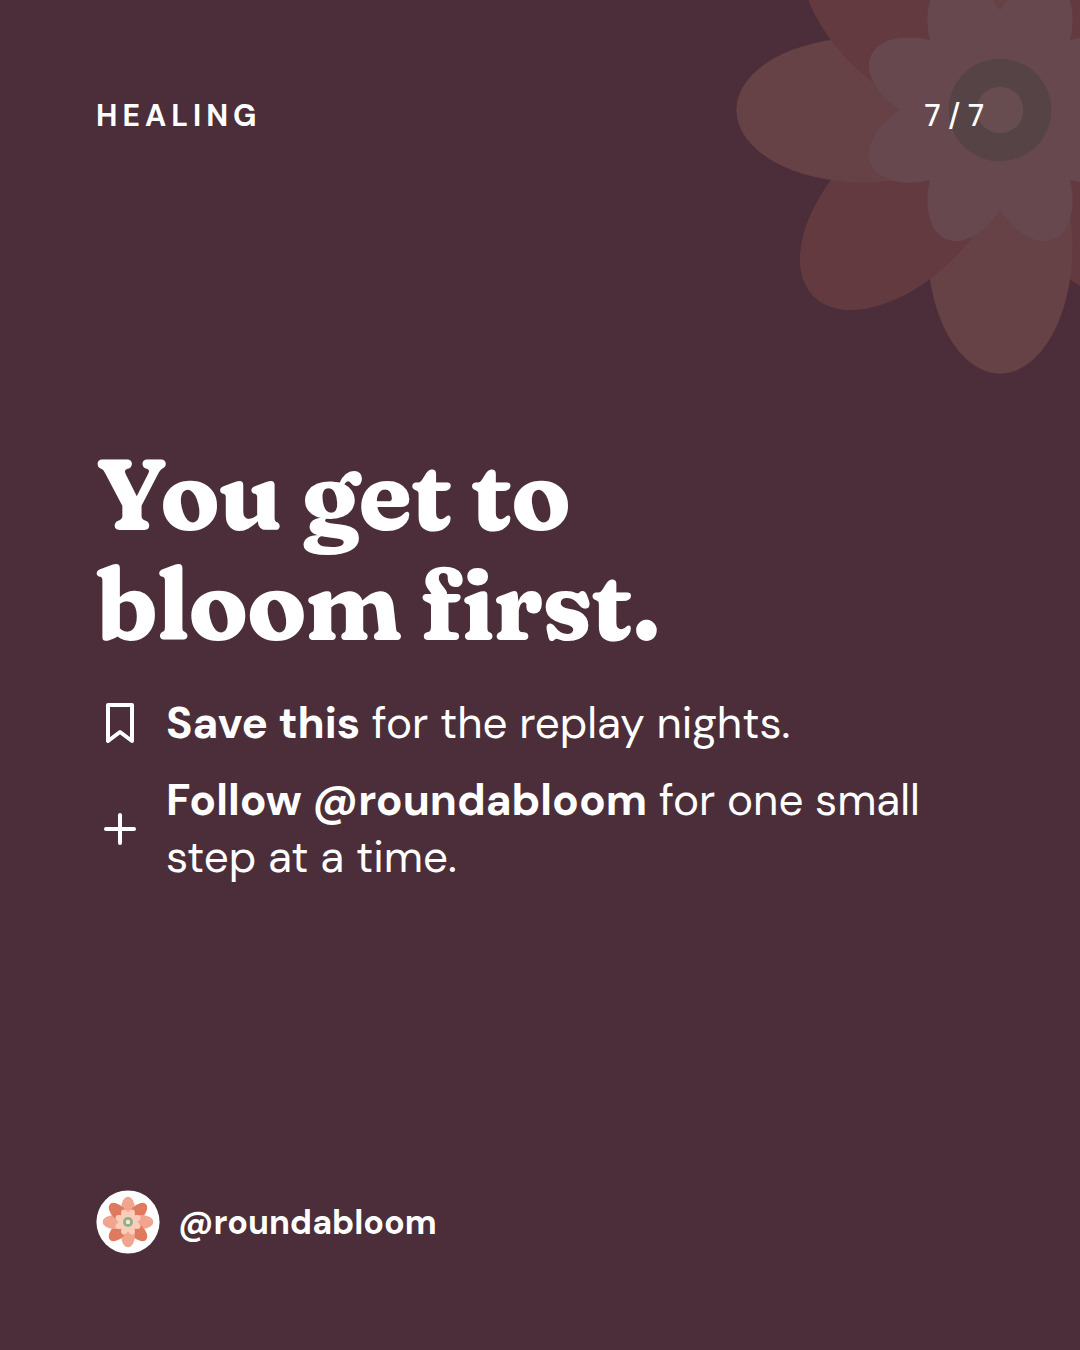 HEALING
7/7
You get to
bloom first.
Save this for the replay nights.
Follow @roundabloom for one small
step at a time.
@roundabloom